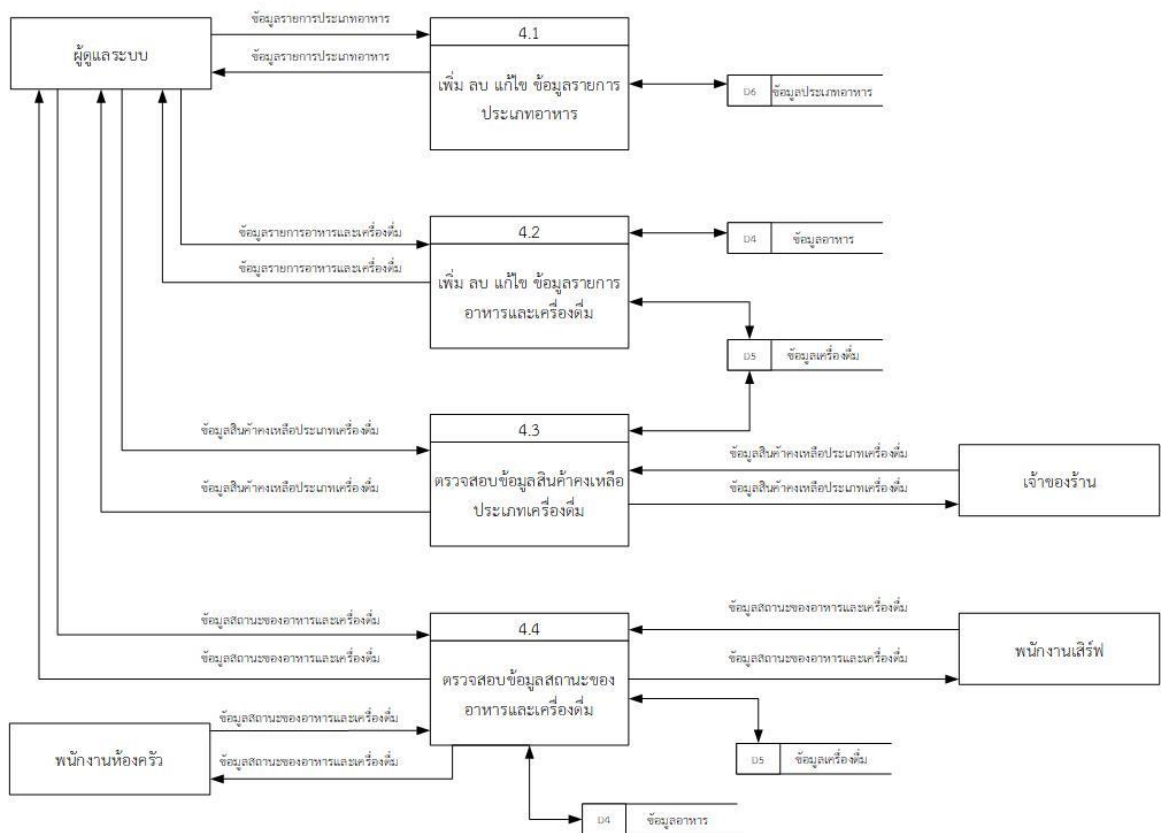 ข้อมูลรายการประเภทอาหาร
ผู้ดูแลระบบ
ข้อมูลรายการประเภทอาหาร
4.1
เพิ่ม ลบ แก้ไข ข้อมูลรายการ
ประเภทอาหาร
D6 ข้อมูลประเภทอาหาร
ข้อมูลรายการอาหารและเครื่องดื่ม
ข้อมูลรายการอาหารและเครื่องดื่ม
4.2
เพิ่ม ลบ แก้ไข ข้อมูลรายการ
อาหารและเครื่องดื่ม
D4 ข้อมูลอาหาร
D5 ข้อมูลเครื่องดื่ม
ข้อมูลสินค้าคงเหลือประเภทเครื่องดื่ม
ข้อมูลสินค้าคงเหลือประเภทเครื่องดื่ม
4.3
ตรวจสอบข้อมูลสินค้าคงเหลือ
ประเภทเครื่องดื่ม
ข้อมูลสินค้าคงเหลือประเภทเครื่องดื่ม
ข้อมูลสินค้าคงเหลือประเภทเครื่องดื่ม
เจ้าของร้าน
ข้อมูลสถานะของอาหารและเครื่องดื่ม
ข้อมูลสถานะของอาหารและเครื่องดื่ม
4.4
ตรวจสอบข้อมูลสถานะของ
อาหารและเครื่องดื่ม
ข้อมูลสถานะของอาหารและเครื่องดื่ม
ข้อมูลสถานะของอาหารและเครื่องดื่ม
พนักงานเสิร์ฟ
ข้อมูลสถานะของอาหารและเครื่องดื่ม
พนักงานห้องครัว
ข้อมูลสถานะของอาหารและเครื่องดื่ม
D5 ข้อมูลเครื่องดื่ม
D4 ข้อมูลอาหาร